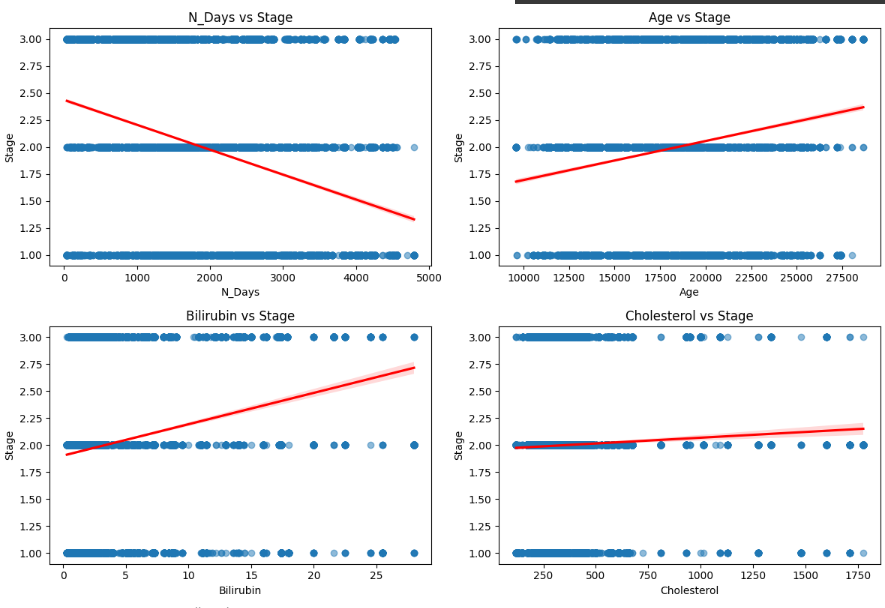 N_Days vs Stage
3.00
2.75
2.50
2.25
2.00
1.75
1.50
1.25
1.00
Stage
0 1000 2000 3000 4000 5000
N_Days
Age vs Stage
3.00
2.75
2.50
2.25
2.00
1.75
1.50
1.25
1.00
Stage
10000 12500 15000 17500 20000 22500 25000 27500
Age
Bilirubin vs Stage
3.00
2.75
2.50
2.25
2.00
1.75
1.50
1.25
1.00
Stage
0 5 10 15 20 25
Bilirubin
Cholesterol vs Stage
3.00
2.75
2.50
2.25
2.00
1.75
1.50
1.25
1.00
Stage
250 500 750 1000 1250 1500 1750
Cholesterol